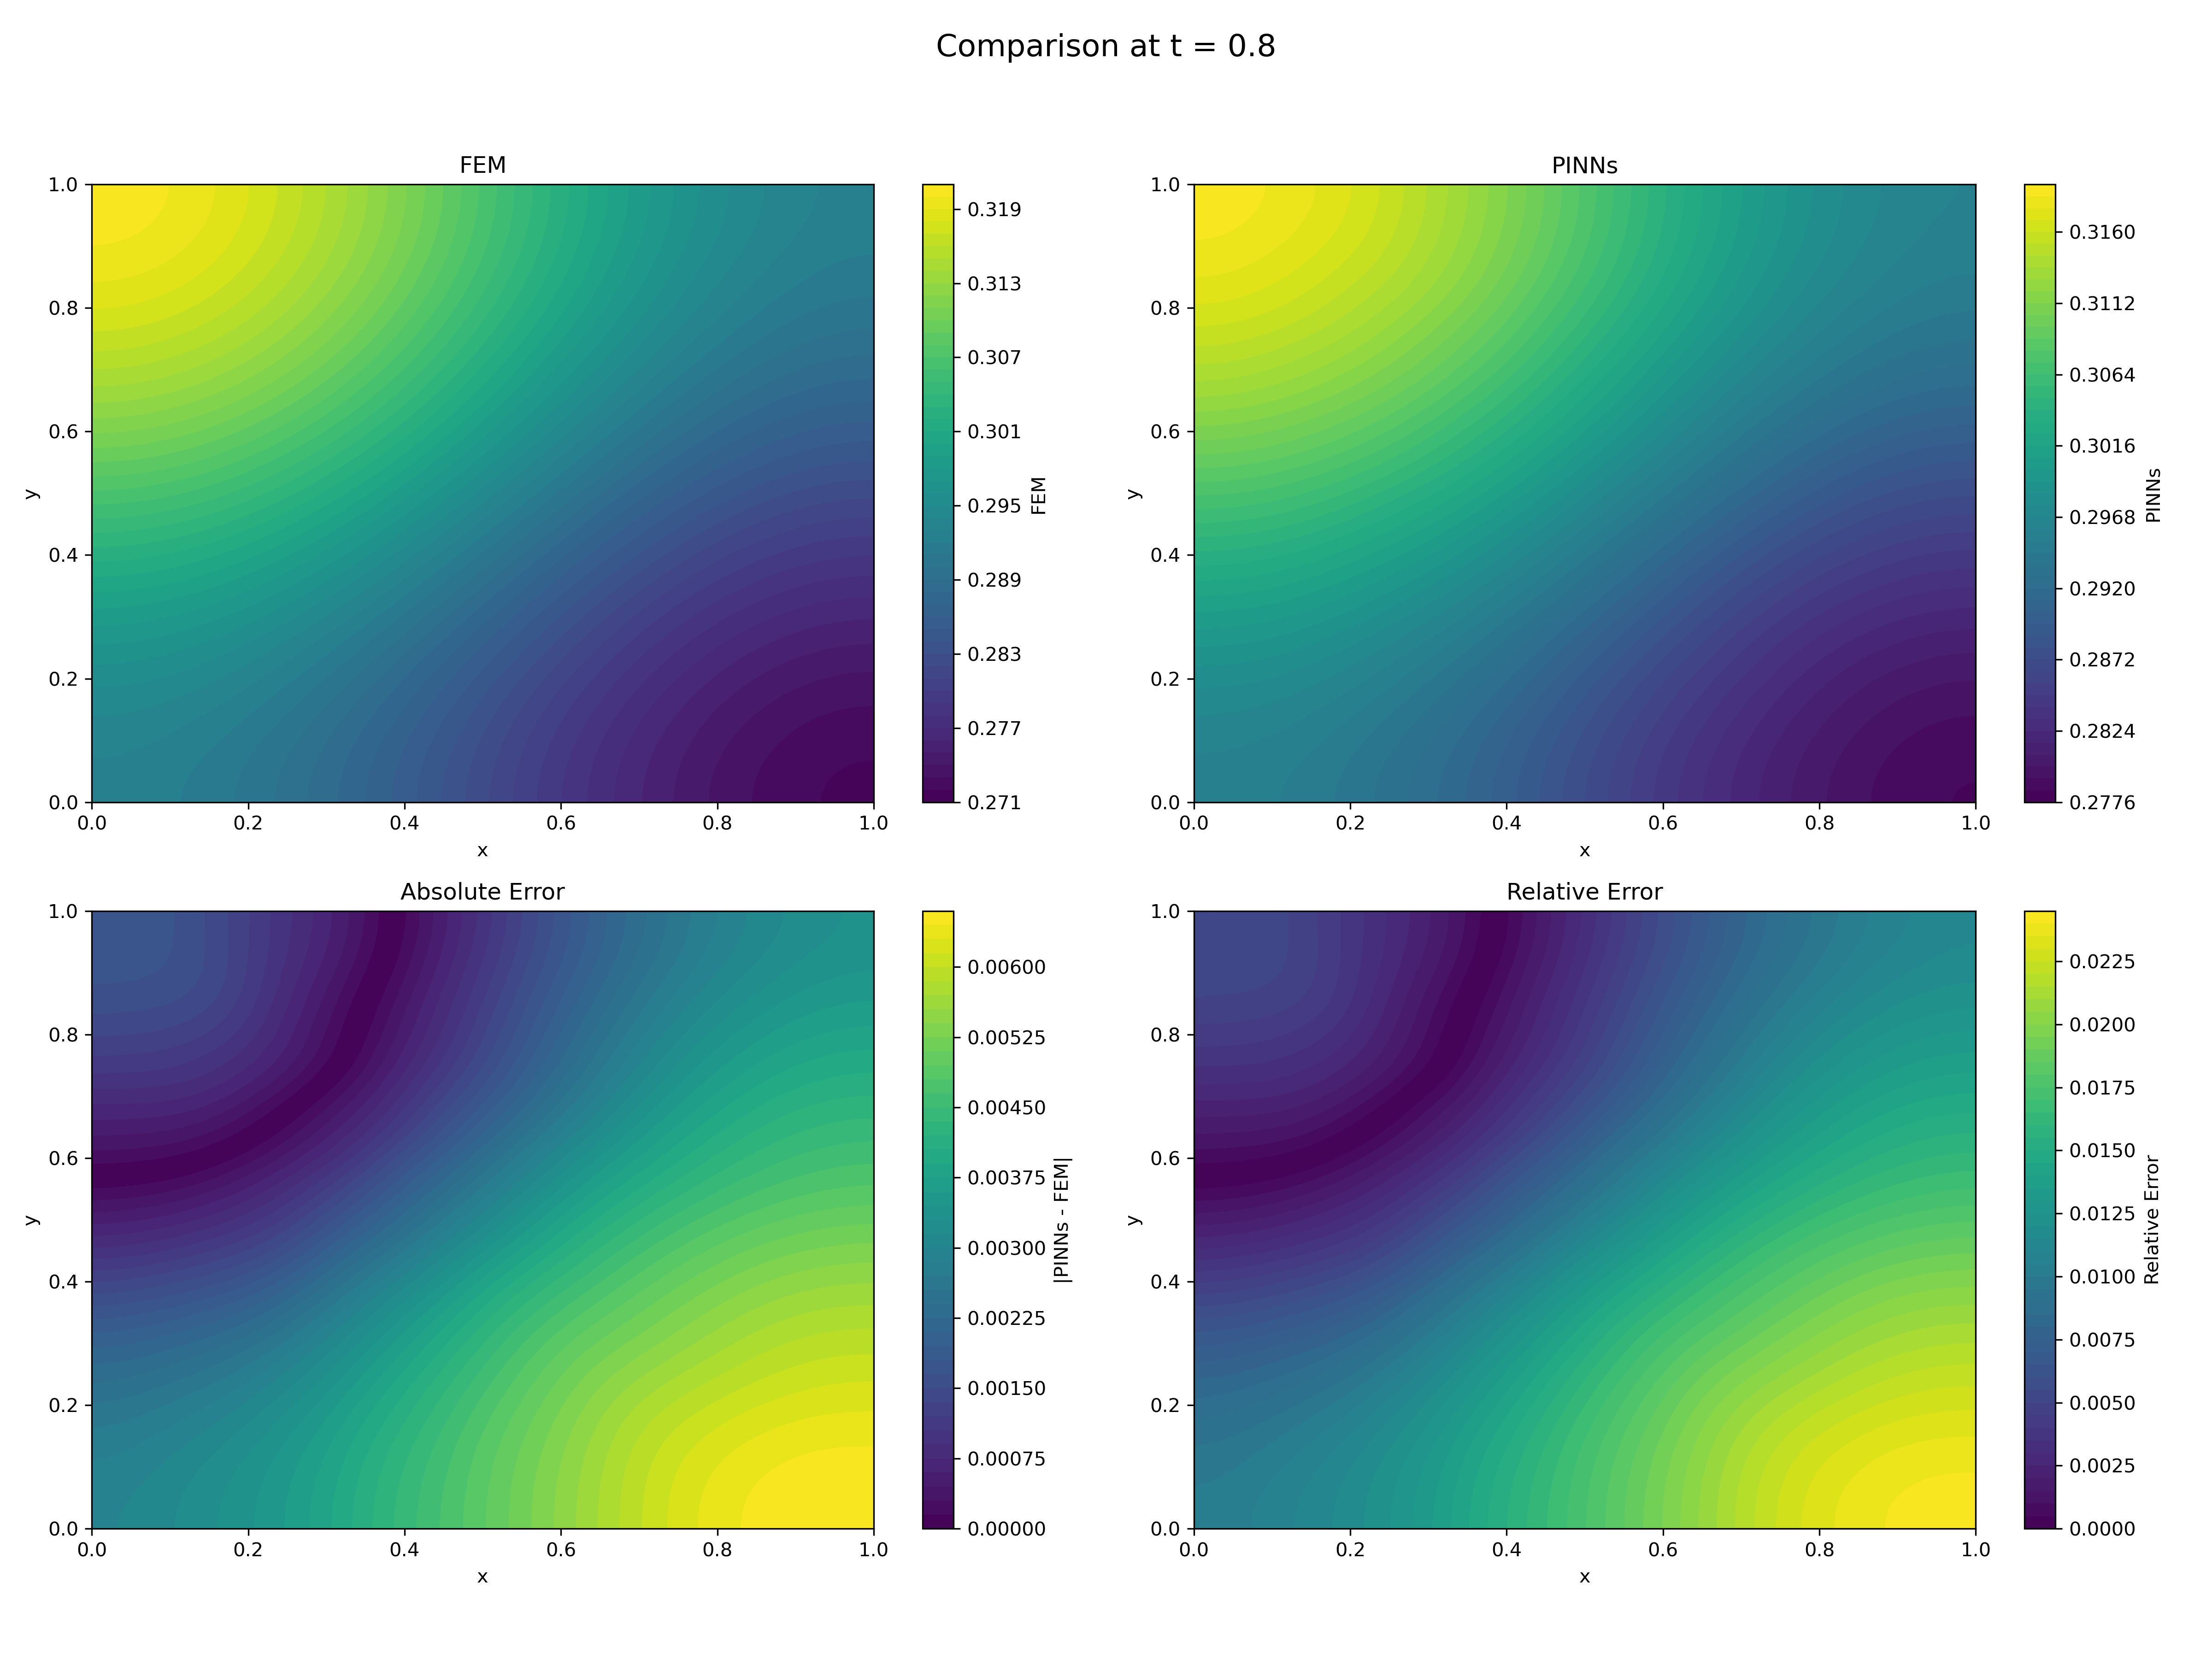 Comparison at t = 0.8
FEM
1.0
0.8
0.6
0.4
0.2
0.0
y
0.0 0.2 0.4 0.6 0.8 1.0
x
0.319
0.313
0.307
0.301
0.295
0.289
0.283
0.277
0.271
FEM
PINNs
1.0
0.8
0.6
0.4
0.2
0.0
y
0.0 0.2 0.4 0.6 0.8 1.0
x
0.3160
0.3112
0.3064
0.3016
0.2968
0.2920
0.2872
0.2824
0.2776
PINNs
Absolute Error
1.0
0.8
0.6
0.4
0.2
0.0
y
0.0 0.2 0.4 0.6 0.8 1.0
x
0.00600
0.00525
0.00450
0.00375
0.00300
0.00225
0.00150
0.00075
0.00000
|PINNs - FEM|
Relative Error
1.0
0.8
0.6
0.4
0.2
0.0
y
0.0 0.2 0.4 0.6 0.8 1.0
x
0.0225
0.0200
0.0175
0.0150
0.0125
0.0100
0.0075
0.0050
0.0025
0.0000
Relative Error